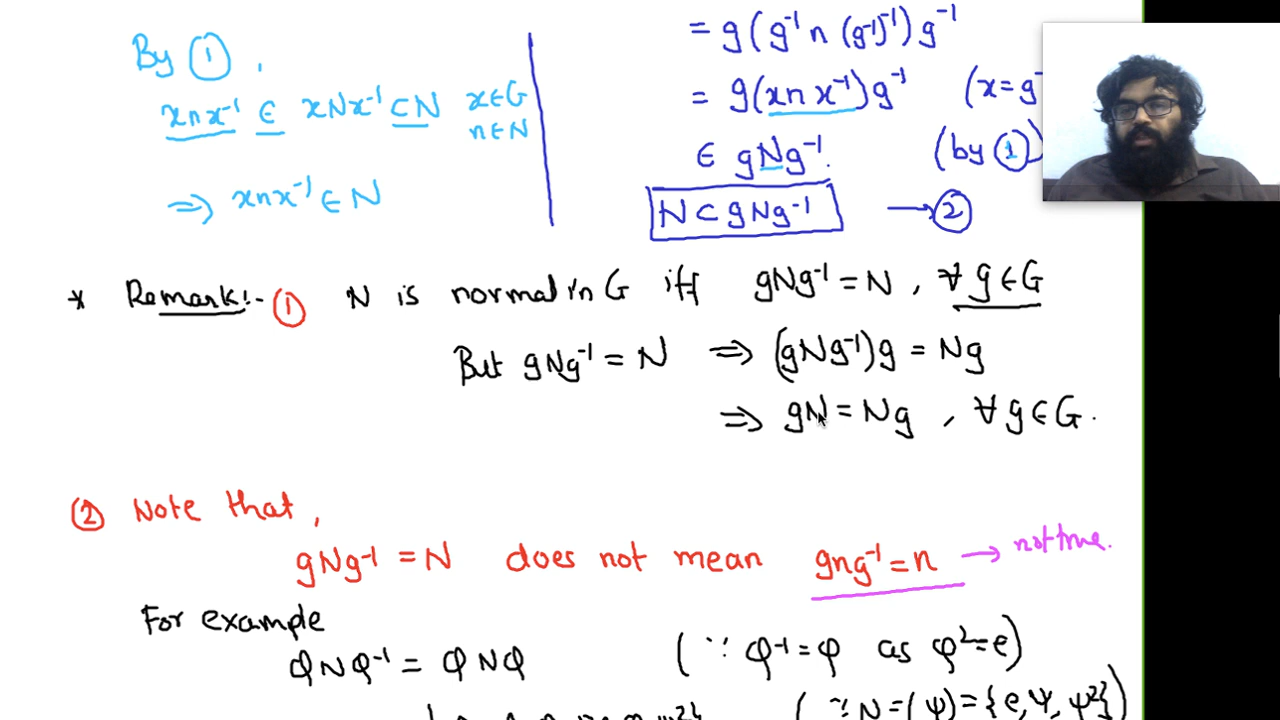 By ① ,
xnx⁻¹ ∈ xNx⁻¹ ⊂ N x∈G
n∈N
⇒ xnx⁻¹ ∈ N
= g(g⁻¹ n (g⁻¹)⁻¹) g⁻¹
= g(xn x⁻¹)g⁻¹ (x=g⁻
∈ gNg⁻¹. (by ①)
N ⊂ gNg⁻¹ → ②
* Remark:- ① N is normal in G iff gNg⁻¹ = N , ∀ g∈G
But gNg⁻¹ = N ⇒ (gNg⁻¹)g = Ng
⇒ gN = Ng , ∀ g∈G.
② Note that,
gNg⁻¹ = N does not mean gng⁻¹ = n → not true.
For example
φNφ⁻¹ = φNφ (∵ φ⁻¹ = φ as φ² = e)
(∵ N = (ψ) = {e, ψ, ψ²})